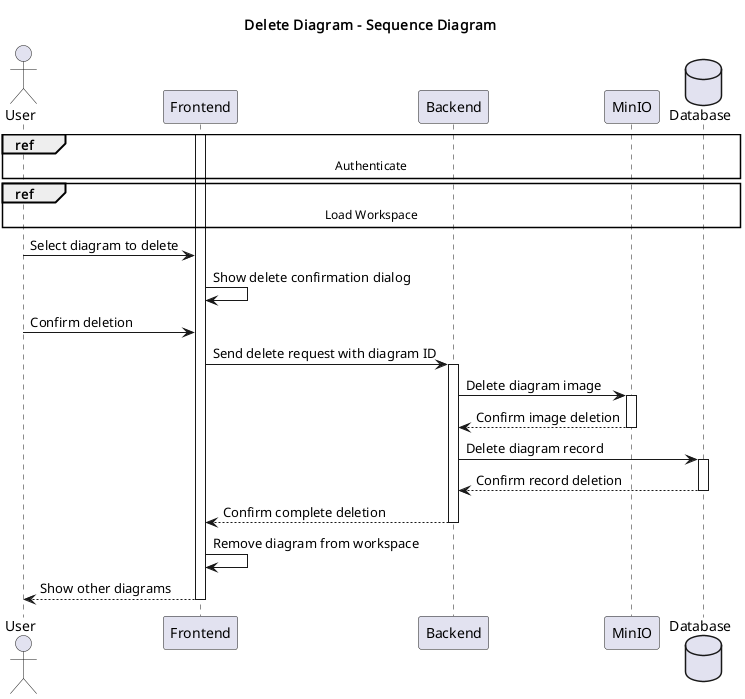 Delete Diagram - Sequence Diagram
User
Frontend
Backend
MinIO
Database
ref
Authenticate
ref
Load Workspace
Select diagram to delete
Show delete confirmation dialog
Confirm deletion
Send delete request with diagram ID
Delete diagram image
Confirm image deletion
Delete diagram record
Confirm record deletion
Confirm complete deletion
Remove diagram from workspace
Show other diagrams
User
Frontend
Backend
MinIO
Database